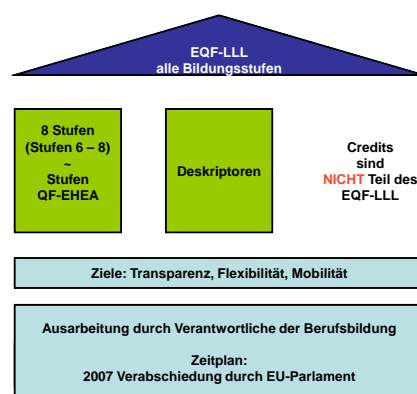 EQF-LLL
alle Bildungsstufen
8 Stufen
(Stufen 6 – 8)
~
Stufen
QF-EHEA
Deskriptoren
Credits
sind
NICHT Teil des
EQF-LLL
Ziele: Transparenz, Flexibilität, Mobilität
Ausarbeitung durch Verantwortliche der Berufsbildung
Zeitplan:
2007 Verabschiedung durch EU-Parlament